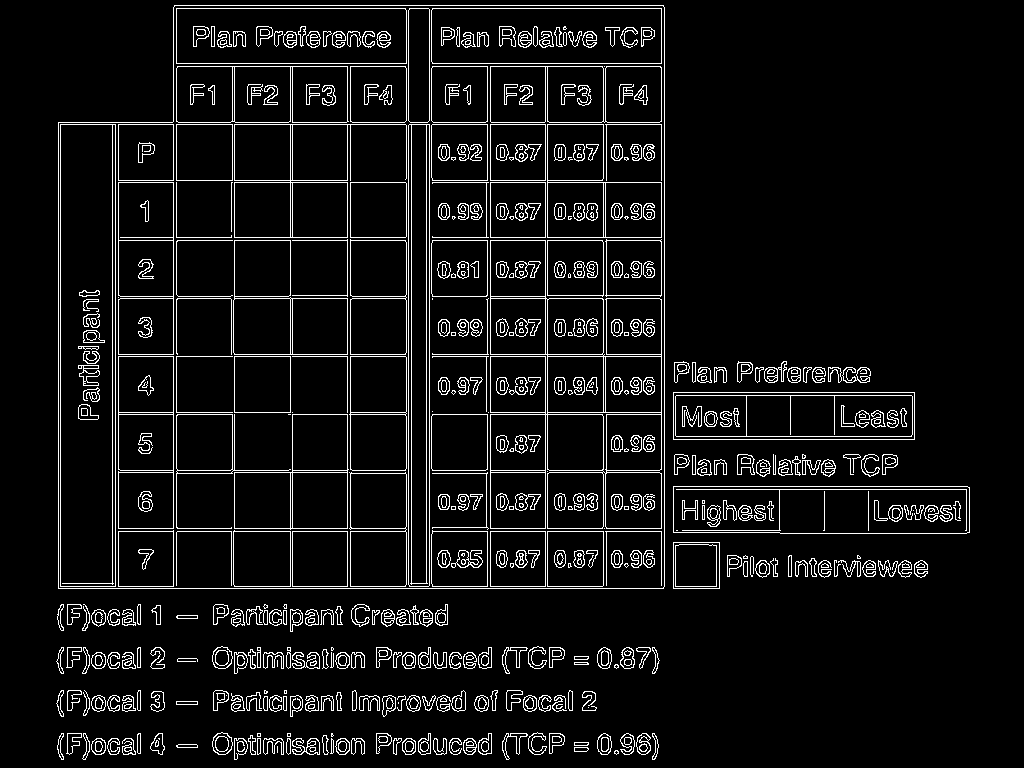 Plan Preference Plan Relative TCP
F1 F2 F3 F4 F1 F2 F3 F4
Participant
P 0.92 0.87 0.87 0.96
1 0.99 0.87 0.88 0.96
2 0.81 0.87 0.89 0.96
3 0.99 0.87 0.86 0.96
4 0.97 0.87 0.94 0.96
5 0.87 0.96
6 0.97 0.87 0.93 0.96
7 0.85 0.87 0.87 0.96
Plan Preference
Most Least
Plan Relative TCP
Highest Lowest
Pilot Interviewee
(F)ocal 1 — Participant Created
(F)ocal 2 — Optimisation Produced (TCP = 0.87)
(F)ocal 3 — Participant Improved of Focal 2
(F)ocal 4 — Optimisation Produced (TCP = 0.96)